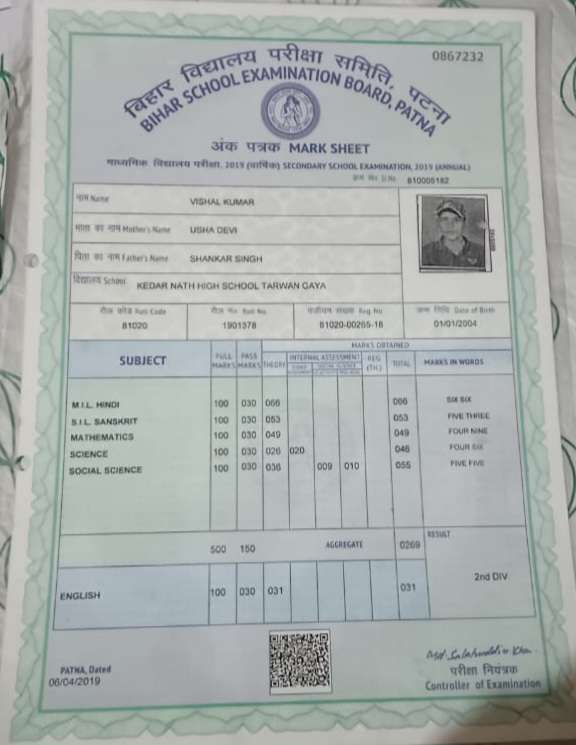 0867232
बिहार विद्यालय परीक्षा समिति, पटना
BIHAR SCHOOL EXAMINATION BOARD, PATNA
अंक पत्रक MARK SHEET
माध्यमिक विद्यालय परीक्षा, 2019 (वार्षिक) SECONDARY SCHOOL EXAMINATION, 2019 (ANNUAL)
नाम Name VISHAL KUMAR
माता का नाम Mother's Name USHA DEVI
पिता का नाम Father's Name SHANKAR SINGH
विद्यालय School KEDAR NATH HIGH SCHOOL TARWAN GAYA
रौल कोड Roll Code रौल नं० Roll No. Reg No जन्म तिथि Date of Birth
81020 1901378 01/01/2004
MARKS OBTAINED
SUBJECT FULL MARKS PASS MARKS THEORY INTERNAL ASSESSMENT REG (TH.) TOTAL MARKS IN WORDS
M.I.L. HINDI 100 030 066 066 SIX SIX
S.I.L. SANSKRIT 100 030 053 053 FIVE THREE
MATHEMATICS 100 030 049 049 FOUR NINE
SCIENCE 100 030 026 020 046 FOUR SIX
SOCIAL SCIENCE 100 030 036 009 010 055 FIVE FIVE
500 150 AGGREGATE 0269 RESULT
2nd DIV
ENGLISH 100 030 031 031
PATNA, Dated
06/04/2019
परीक्षा नियंत्रक
Controller of Examination